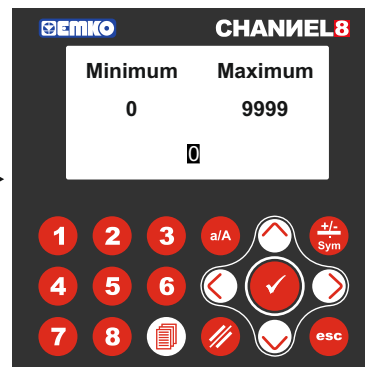 EMKO CHANNEL8
Minimum Maximum
0 9999
0
1 2 3 a/A +/- Sym
4 5 6
7 8 esc